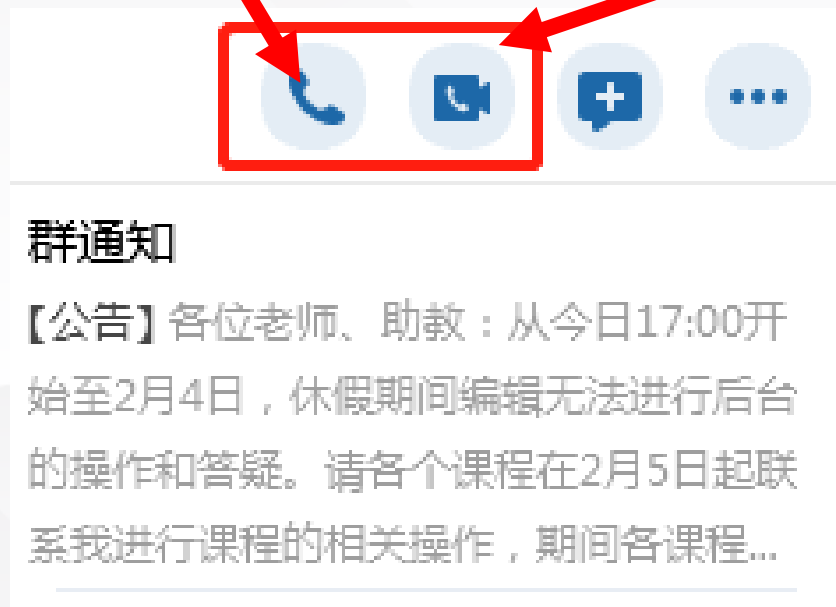 群通知
【公告】各位老师、助教：从今日17:00开
始至2月4日，休假期间编辑无法进行后台
的操作和答疑。请各个课程在2月5日起联
系我进行课程的相关操作，期间各课程...